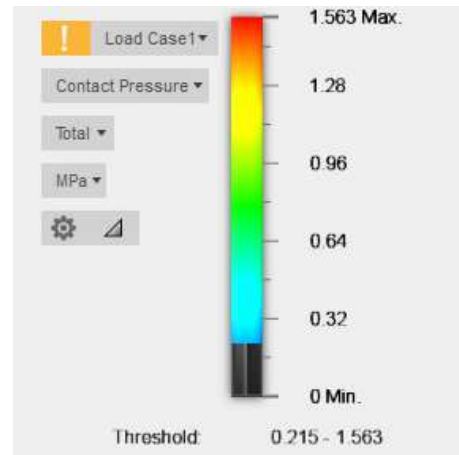 1.563 Max.
! Load Case1
Contact Pressure
1.28
Total
0.96
MPa
0.64
0.32
0 Min.
Threshold: 0.215 - 1.563